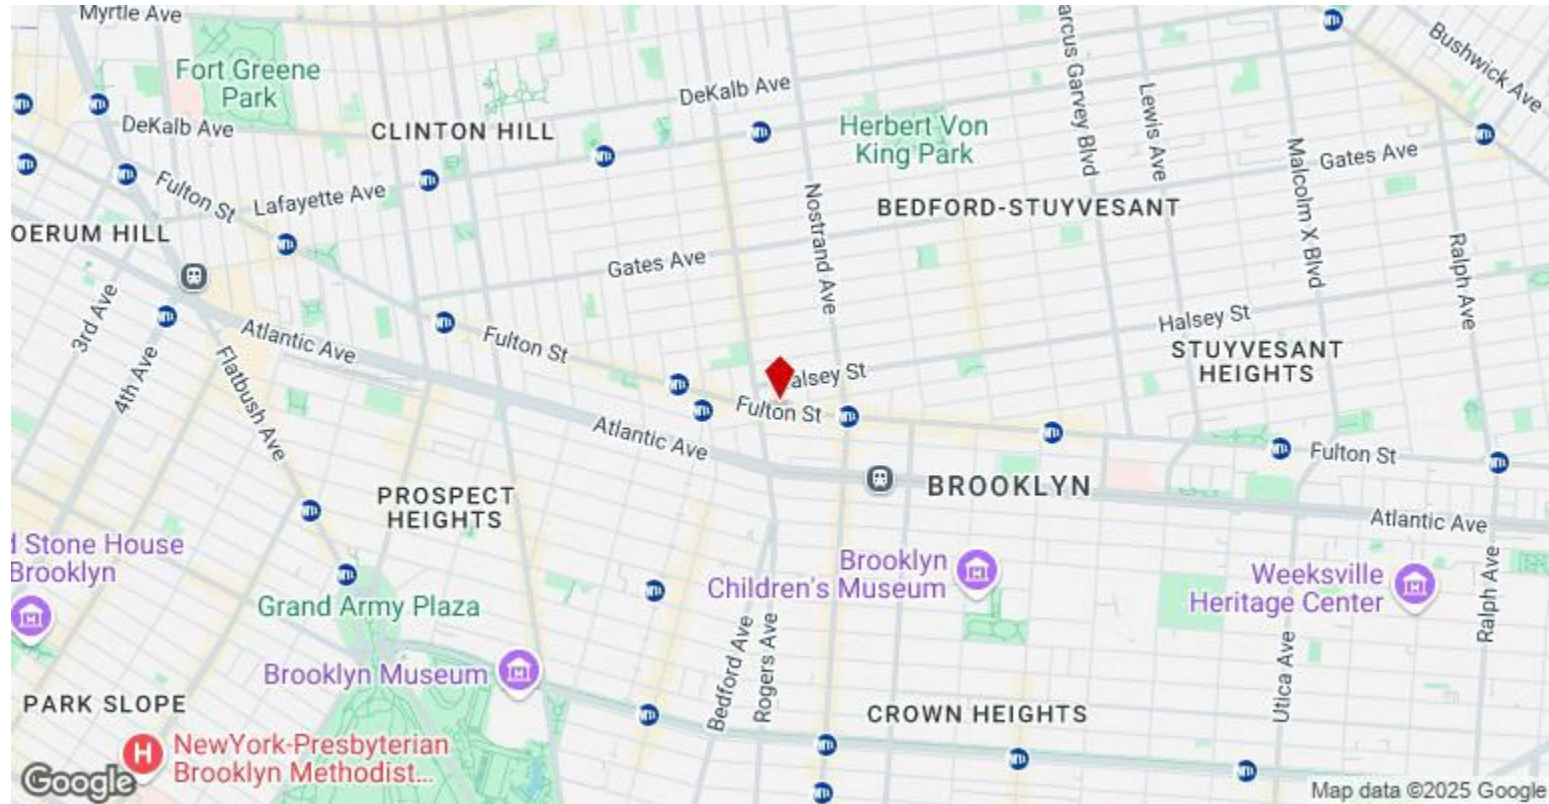 Myrtle Ave
Fort Greene
Park
DeKalb Ave
CLINTON HILL
DeKalb Ave
Herbert Von
King Park
arcus Garvey Blvd
Lewis Ave
Bushwick Ave
Gates Ave
Malcolm X Blvd
Fulton St
Lafayette Ave
Nostrand Ave
BEDFORD-STUYVESANT
OERUM HILL
Gates Ave
Ralph Ave
3rd Ave
Atlantic Ave
Fulton St
Halsey St
STUYVESANT
HEIGHTS
4th Ave
Flatbush Ave
alsey St
Fulton St
Atlantic Ave
Fulton St
BROOKLYN
PROSPECT
HEIGHTS
Atlantic Ave
d Stone House
Brooklyn
Brooklyn
Children's Museum
Weeksville
Heritage Center
Ralph Ave
Grand Army Plaza
Brooklyn Museum
Bedford Ave
Rogers Ave
Utica Ave
PARK SLOPE
CROWN HEIGHTS
H
NewYork-Presbyterian
Brooklyn Methodist...
Google
Map data ©2025 Google